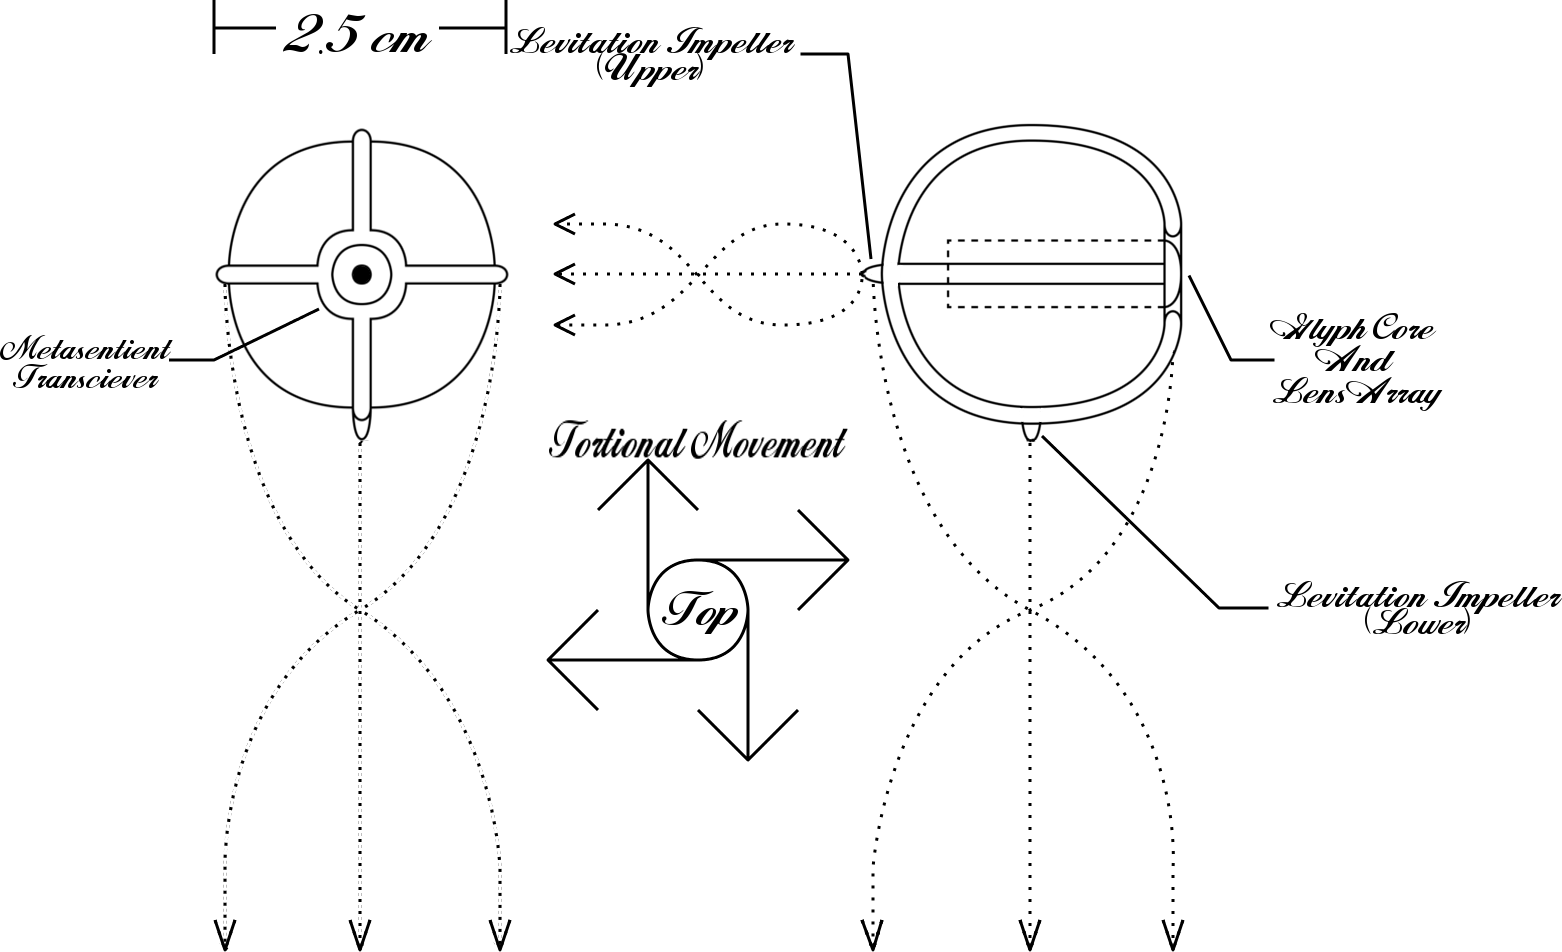 2.5 cm
Levitation Impeller
(Upper)
Metasentient
Transciever
Glyph Core
And
Lens Array
Tortional Movement
Top
Levitation Impeller
(Lower)